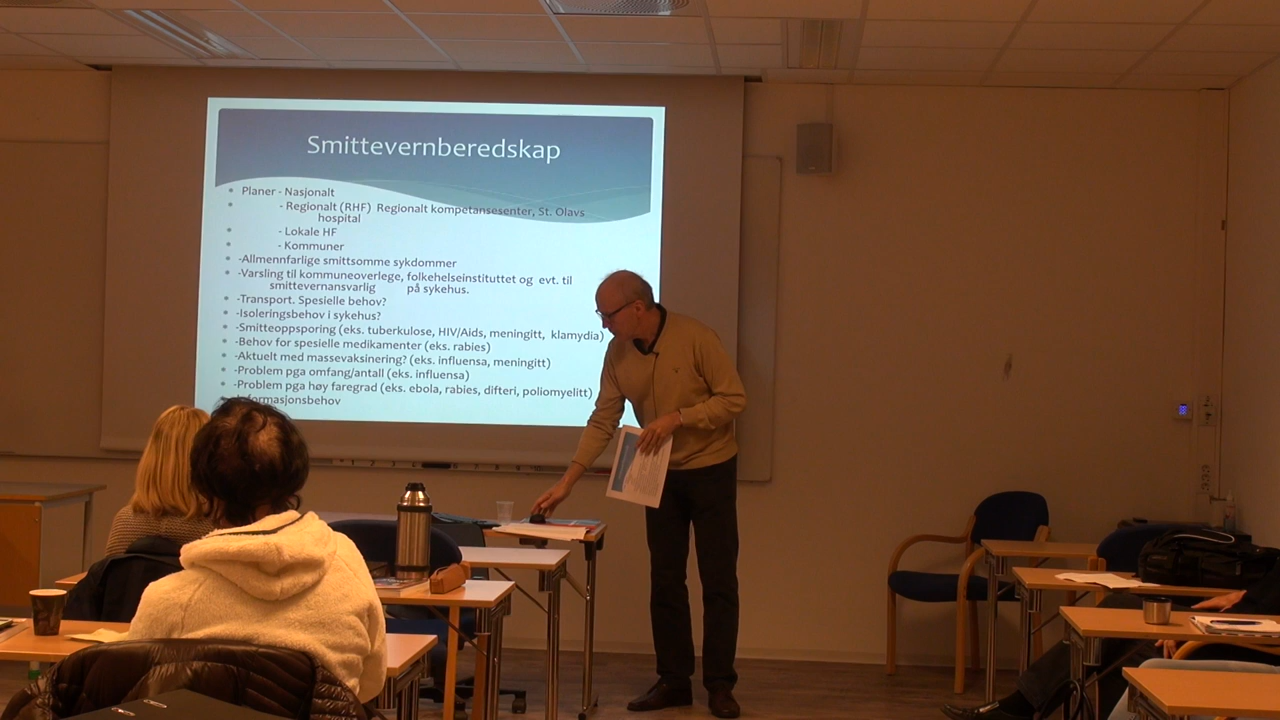 Smittevernberedskap
Planer - Nasjonalt
- Regionalt (RHF) Regionalt kompetansesenter, St. Olavs
hospital
- Lokale HF
- Kommuner
-Allmennfarlige smittsomme sykdommer
-Varsling til kommuneoverlege, folkehelseinstituttet og evt. til
smittevernansvarlig på sykehus.
-Transport. Spesielle behov?
-Isoleringsbehov i sykehus?
-Smitteoppsporing (eks. tuberkulose, HIV/Aids, meningitt, klamydia)
-Behov for spesielle medikamenter (eks. rabies)
-Aktuelt med massevaksinering? (eks. influensa, meningitt)
-Problem pga omfang/antall (eks. influensa)
-Problem pga høy faregrad (eks. ebola, rabies, difteri, poliomyelitt)
-Informasjonsbehov